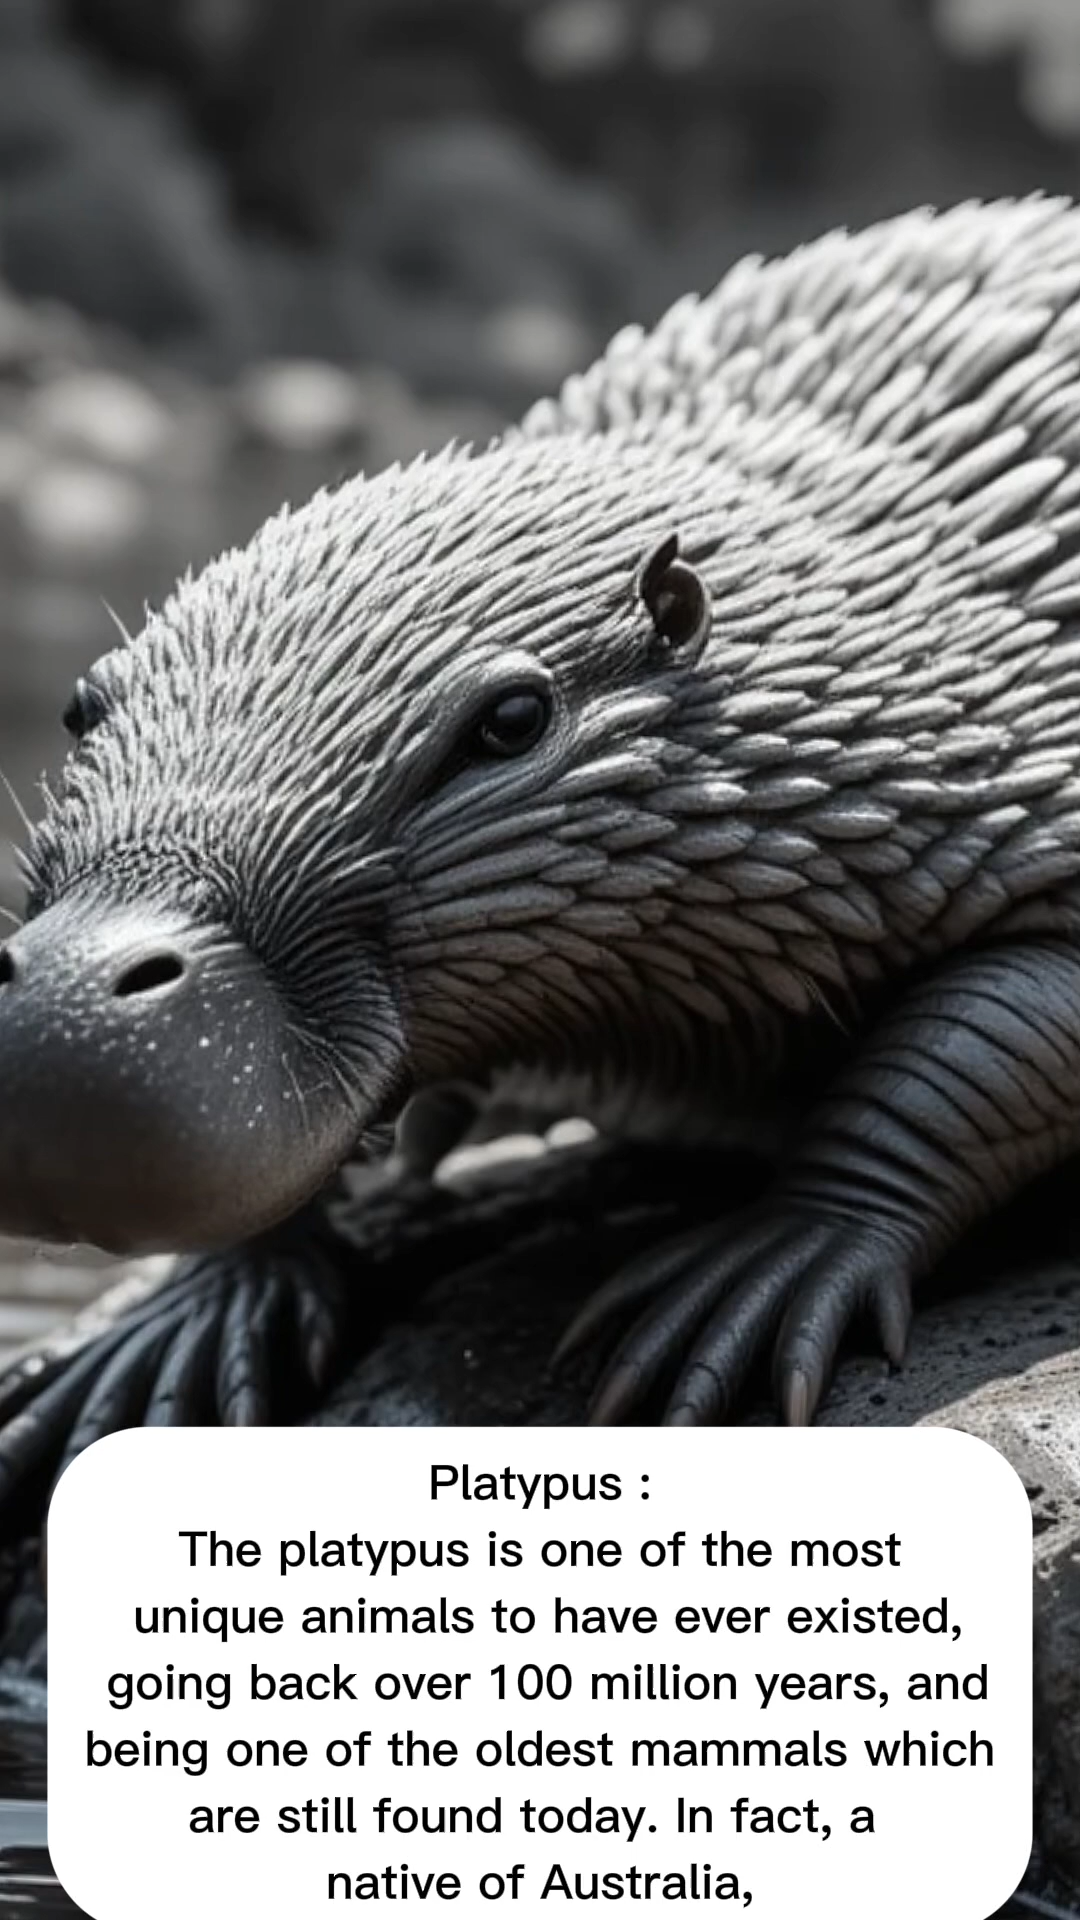 Platypus :
The platypus is one of the most
unique animals to have ever existed,
going back over 100 million years, and
being one of the oldest mammals which
are still found today. In fact, a
native of Australia,